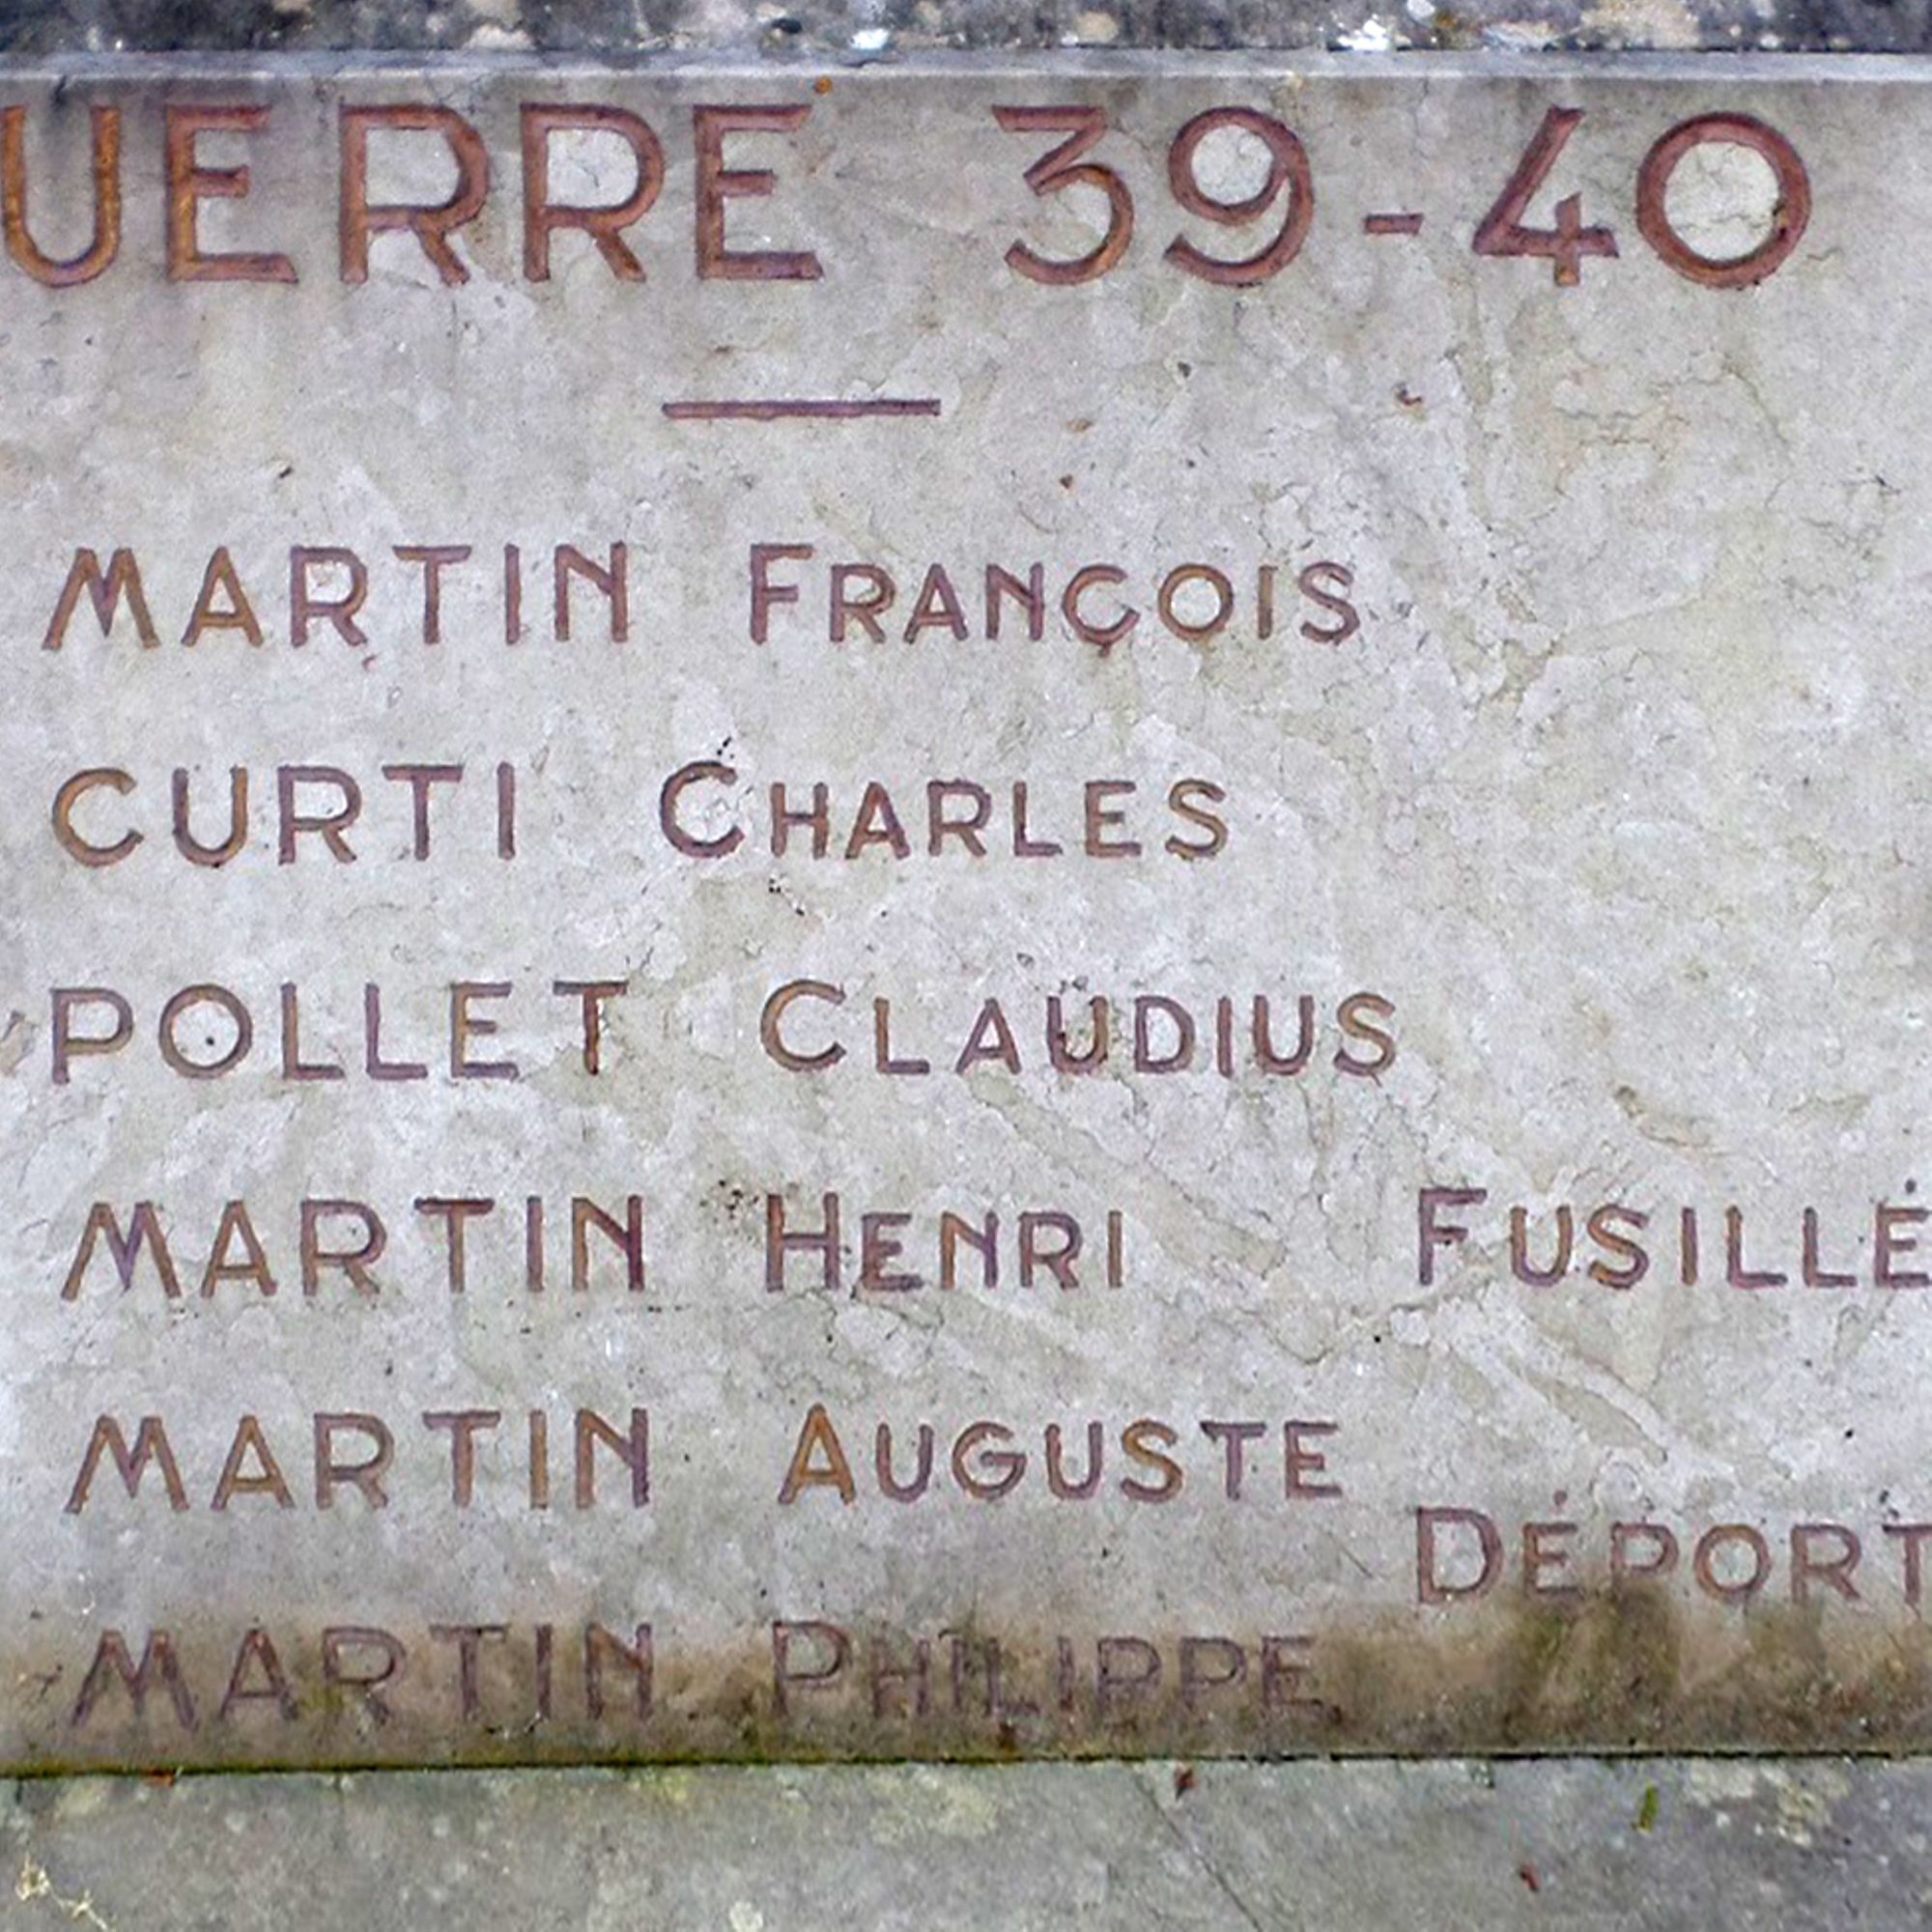 UERRE 39-40
MARTIN FRANÇOIS
CURTI CHARLES
POLLET CLAUDIUS
MARTIN HENRI FUSILLÉ
MARTIN AUGUSTE
DÉPORT
MARTIN PHILIPPE